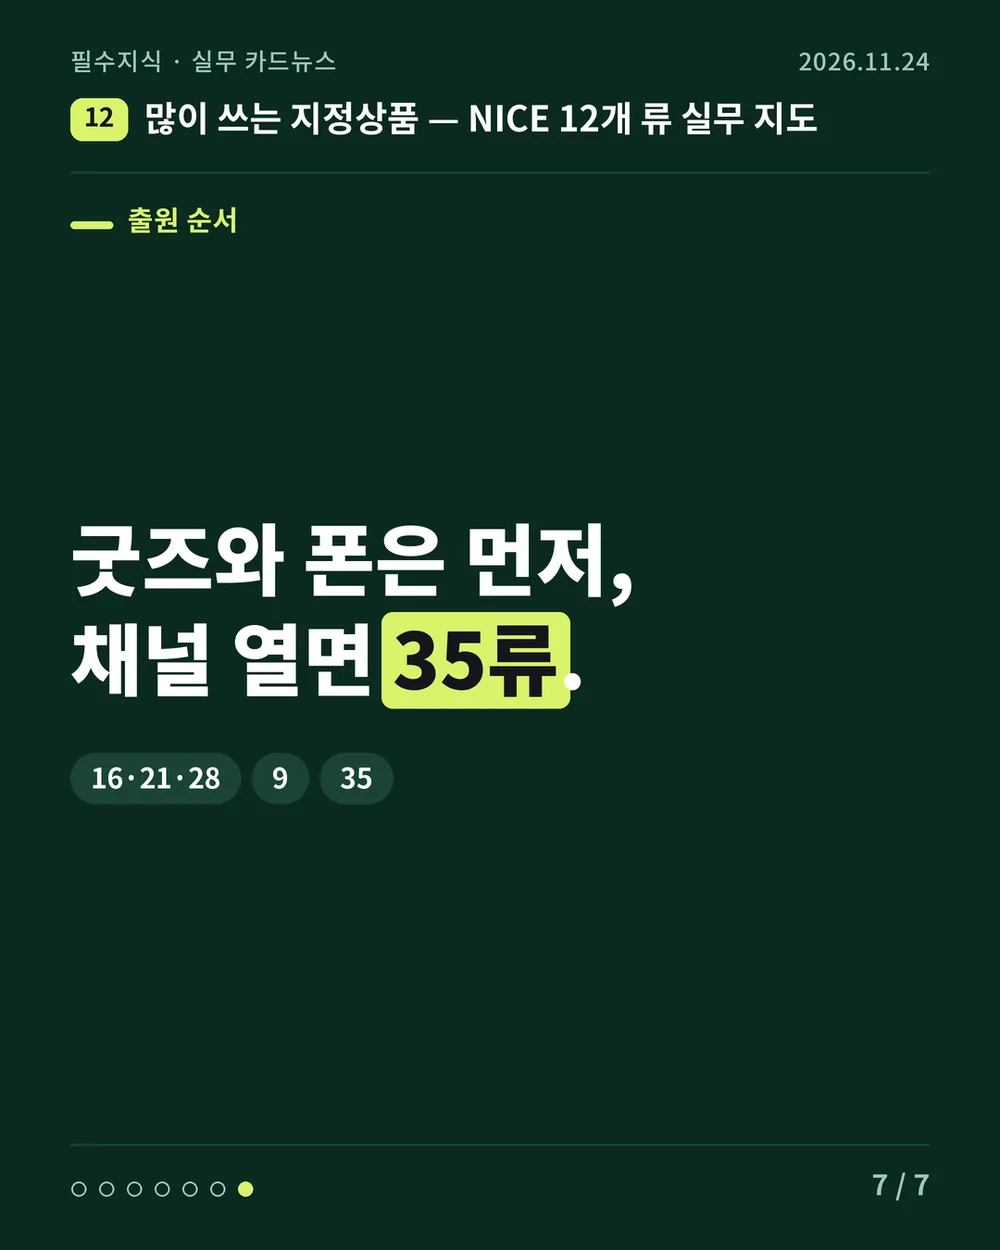 필수지식 · 실무 카드뉴스
2026.11.24
12 많이 쓰는 지정상품 — NICE 12개 류 실무 지도
출원 순서
굿즈와 폰은 먼저,
채널 열면 35류.
16·21·28 9 35
7 / 7